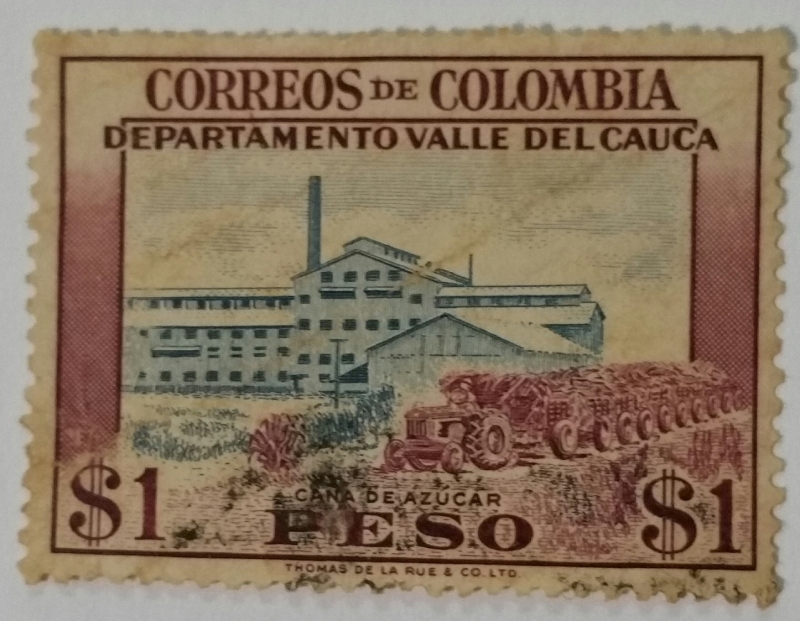 CORREOS DE COLOMBIA
DEPARTAMENTO VALLE DEL CAUCA
CAÑA DE AZUCAR
$1 PESO $1
THOMAS DE LA RUE & CO. LTD.